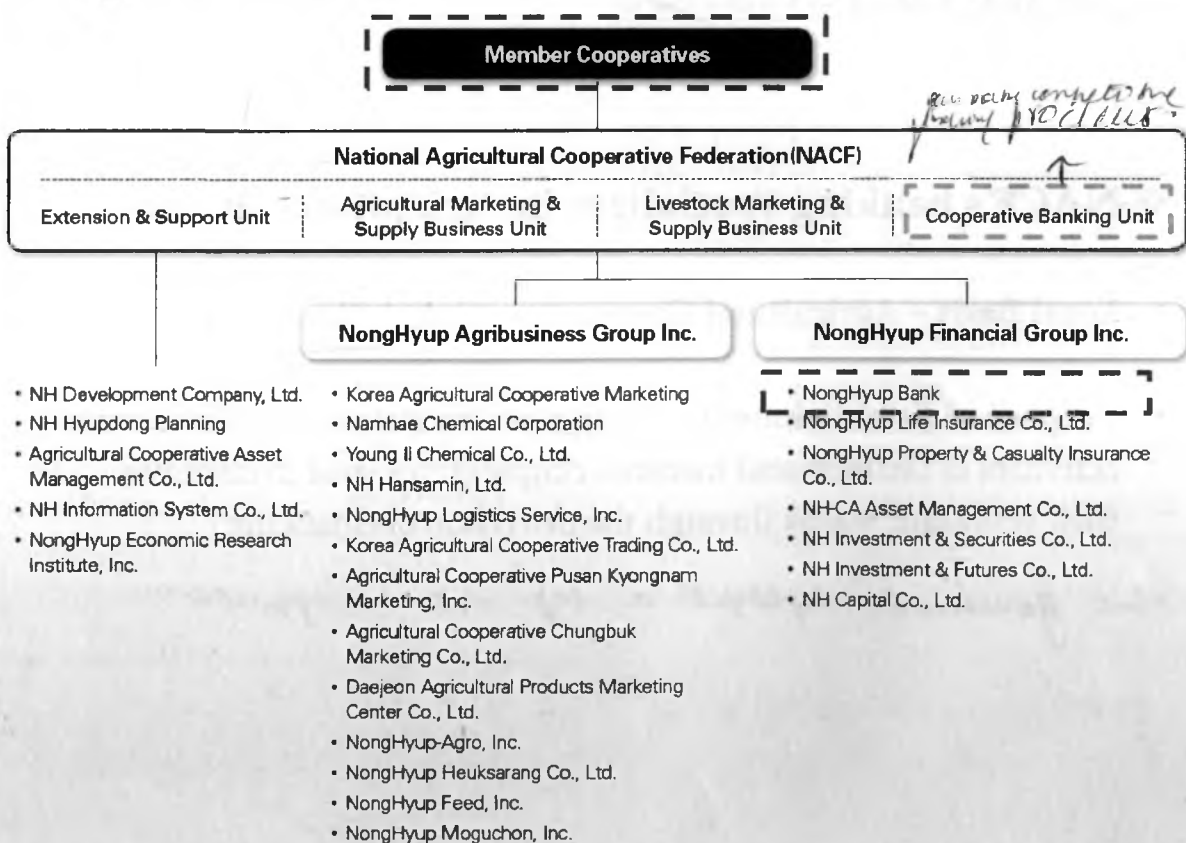 Member Cooperatives
National Agricultural Cooperative Federation(NACF)
Extension & Support Unit
Agricultural Marketing &
Supply Business Unit
Livestock Marketing &
Supply Business Unit
Cooperative Banking Unit
NongHyup Agribusiness Group Inc.
NongHyup Financial Group Inc.
• NH Development Company, Ltd.
• NH Hyupdong Planning
• Agricultural Cooperative Asset
Management Co., Ltd.
• NH Information System Co., Ltd.
• NongHyup Economic Research
Institute, Inc.
• Korea Agricultural Cooperative Marketing
• Namhae Chemical Corporation
• Young Il Chemical Co., Ltd.
• NH Hansamin, Ltd.
• NongHyup Logistics Service, Inc.
• Korea Agricultural Cooperative Trading Co., Ltd.
• Agricultural Cooperative Pusan Kyongnam
Marketing, Inc.
• Agricultural Cooperative Chungbuk
Marketing Co., Ltd.
• Daejeon Agricultural Products Marketing
Center Co., Ltd.
• NongHyup-Agro, Inc.
• NongHyup Heuksarang Co., Ltd.
• NongHyup Feed, Inc.
• NongHyup Moguchon, Inc.
• NongHyup Bank
• NongHyup Life Insurance Co., Ltd.
• NongHyup Property & Casualty Insurance
Co., Ltd.
• NH-CA Asset Management Co., Ltd.
• NH Investment & Securities Co., Ltd.
• NH Investment & Futures Co., Ltd.
• NH Capital Co., Ltd.